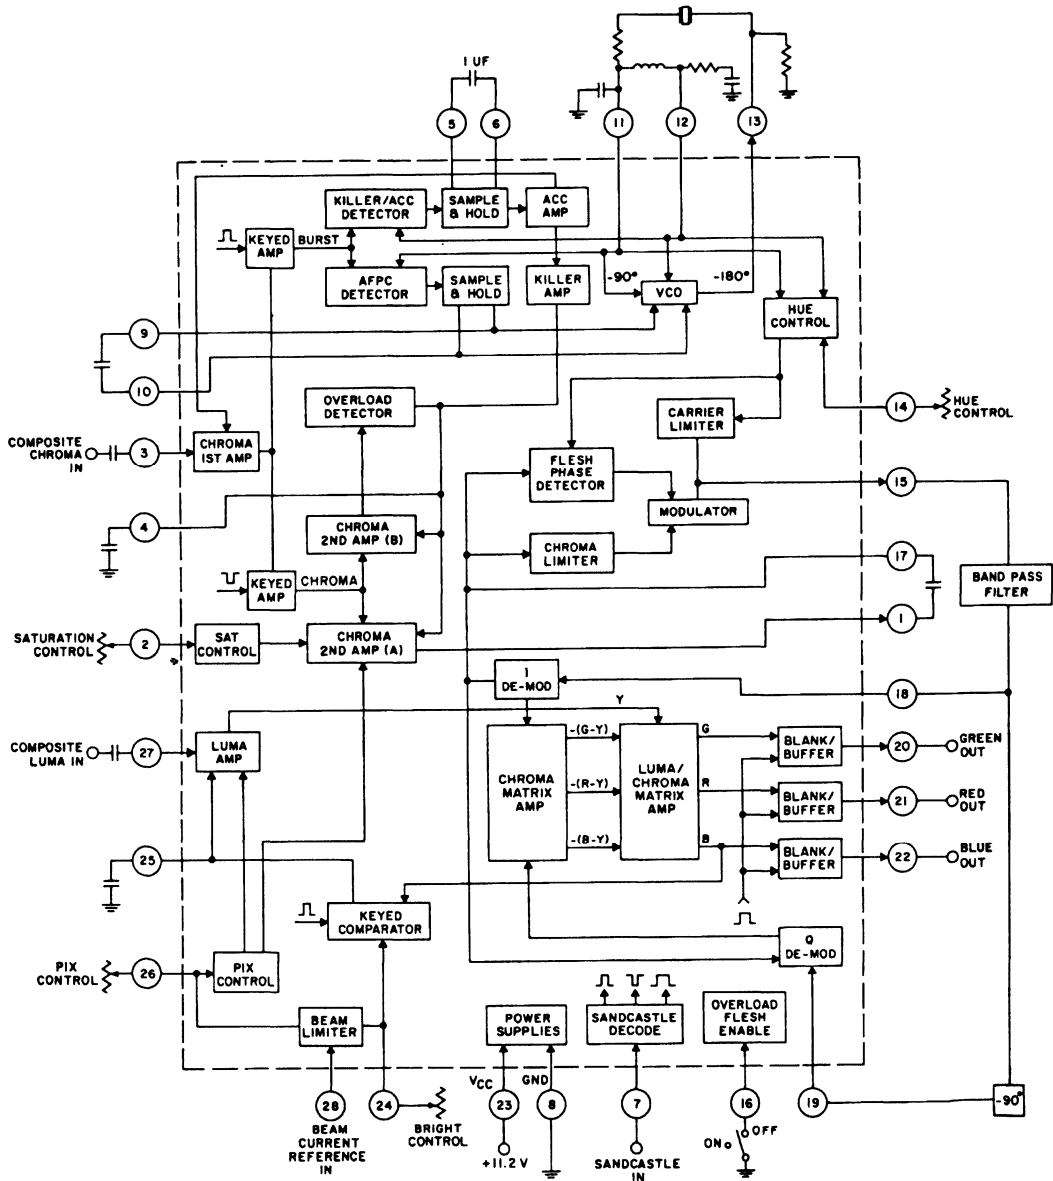 1 UF
5
6
11
12
13
KILLER/ACC
DETECTOR
SAMPLE
& HOLD
ACC
AMP
KEYED
AMP
BURST
AFPC
DETECTOR
SAMPLE
& HOLD
KILLER
AMP
-90°
VCO
-180°
HUE
CONTROL
9
10
OVERLOAD
DETECTOR
CARRIER
LIMITER
14
HUE
CONTROL
COMPOSITE
CHROMA
IN
3
CHROMA
1ST AMP
FLESH
PHASE
DETECTOR
15
MODULATOR
4
CHROMA
2ND AMP (B)
CHROMA
LIMITER
17
KEYED
AMP
CHROMA
BAND PASS
FILTER
SATURATION
CONTROL
2
SAT
CONTROL
CHROMA
2ND AMP (A)
1
I
DE-MOD
18
Y
COMPOSITE
LUMA IN
27
LUMA
AMP
CHROMA
MATRIX
AMP
-(G-Y)
-(R-Y)
-(B-Y)
LUMA/
CHROMA
MATRIX
AMP
G
R
B
BLANK/
BUFFER
20
GREEN
OUT
BLANK/
BUFFER
21
RED
OUT
BLANK/
BUFFER
22
BLUE
OUT
25
KEYED
COMPARATOR
Q
DE-MOD
PIX
CONTROL
26
PIX
CONTROL
BEAM
LIMITER
POWER
SUPPLIES
SANDCASTLE
DECODE
OVERLOAD
FLESH
ENABLE
VCC
GND
28
24
23
8
7
16
19
-90°
BEAM
CURRENT
REFERENCE
IN
BRIGHT
CONTROL
+11.2 V
SANDCASTLE
IN
ON
OFF